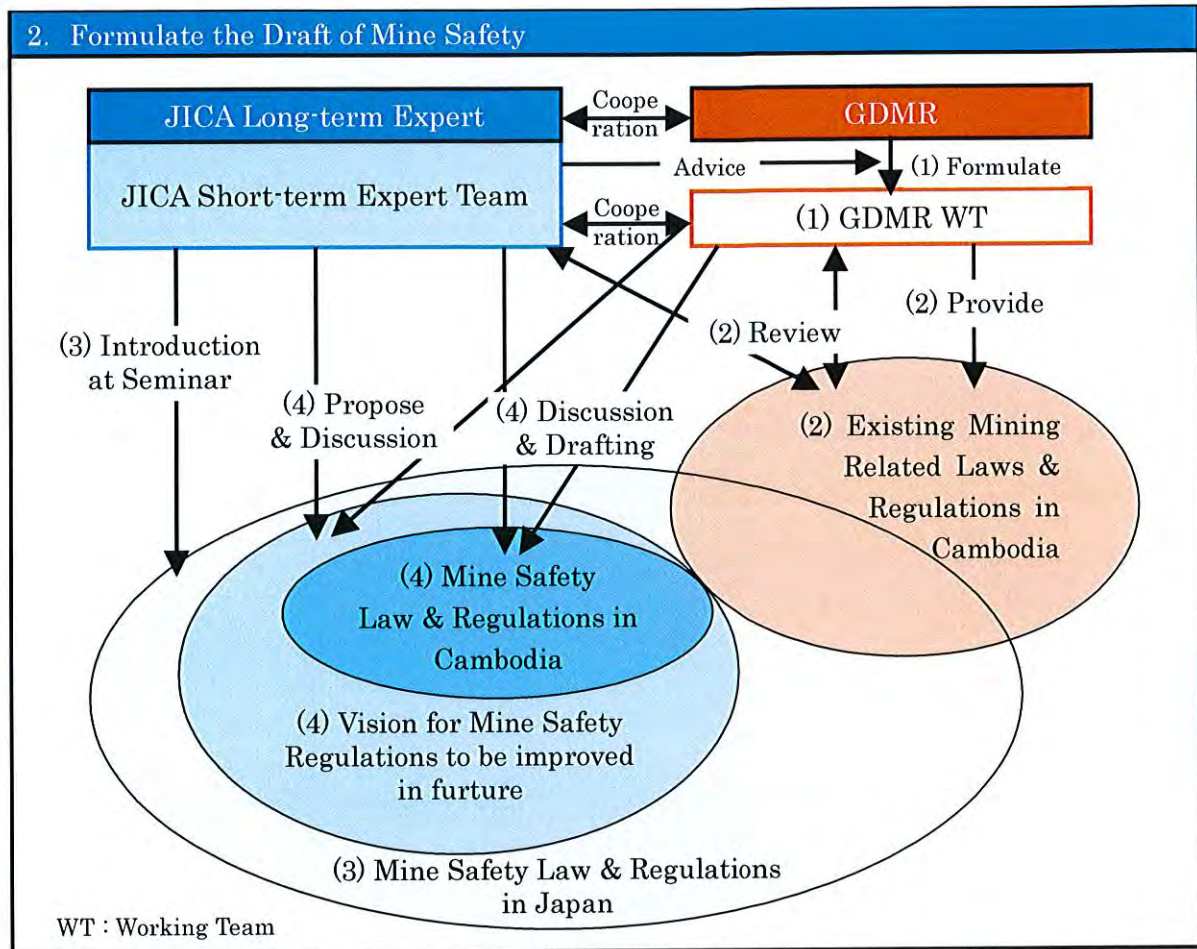 2. Formulate the Draft of Mine Safety
JICA Long-term Expert
Coope
ration
GDMR
Advice
(1) Formulate
JICA Short-term Expert Team
Coope
ration
(1) GDMR WT
(3) Introduction
at Seminar
(2) Review
(2) Provide
(4) Propose
& Discussion
(4) Discussion
& Drafting
(2) Existing Mining
Related Laws &
Regulations in
Cambodia
(4) Mine Safety
Law & Regulations in
Cambodia
(4) Vision for Mine Safety
Regulations to be improved
in furture
(3) Mine Safety Law & Regulations
in Japan
WT : Working Team